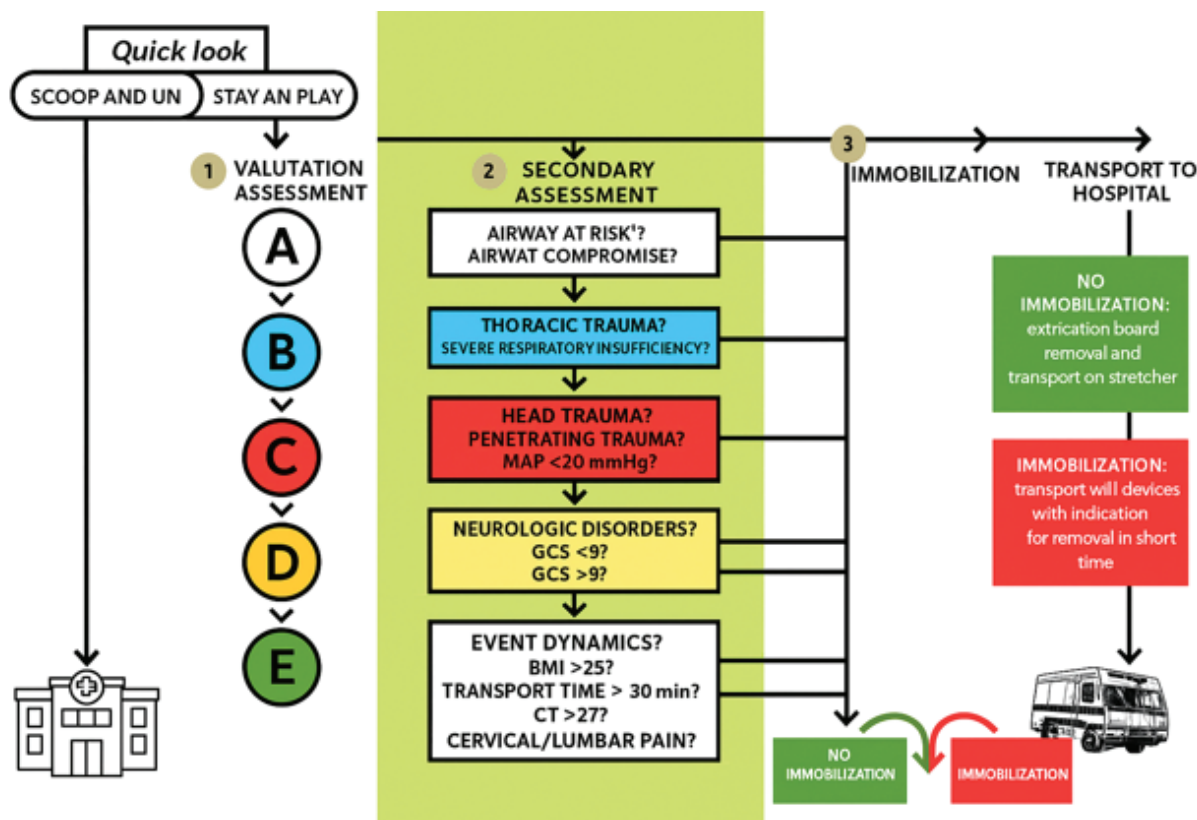 Quick look
SCOOP AND UN
STAY AN PLAY
1
VALUTATION
ASSESSMENT
A
B
C
D
E
2
SECONDARY
ASSESSMENT
AIRWAY AT RISK¹?
AIRWAT COMPROMISE?
THORACIC TRAUMA?
SEVERE RESPIRATORY INSUFFICIENCY?
HEAD TRAUMA?
PENETRATING TRAUMA?
MAP <20 mmHg?
NEUROLOGIC DISORDERS?
GCS <9?
GCS >9?
EVENT DYNAMICS?
BMI >25?
TRANSPORT TIME > 30 min?
CT >27?
CERVICAL/LUMBAR PAIN?
3
IMMOBILIZATION
NO
IMMOBILIZATION
IMMOBILIZATION
TRANSPORT TO
HOSPITAL
NO
IMMOBILIZATION:
extrication board
removal and
transport on stretcher
IMMOBILIZATION:
transport will devices
with indication
for removal in short
time